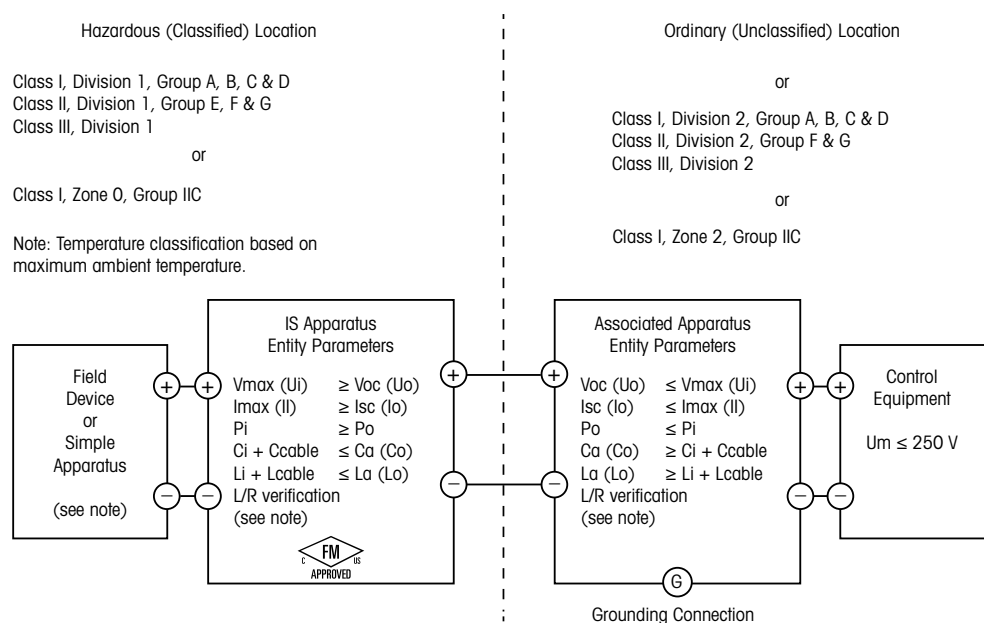 Hazardous (Classified) Location
Class I, Division 1, Group A, B, C & D
Class II, Division 1, Group E, F & G
Class III, Division 1
or
Class I, Zone 0, Group IIC
Note: Temperature classification based on
maximum ambient temperature.
Ordinary (Unclassified) Location
or
Class I, Division 2, Group A, B, C & D
Class II, Division 2, Group F & G
Class III, Division 2
or
Class I, Zone 2, Group IIC
Field
Device
or
Simple
Apparatus
(see note)
+ +
− −
IS Apparatus
Entity Parameters
Vmax (Ui) ≥ Voc (Uo)
Imax (II) ≥ Isc (Io)
Pi ≥ Po
Ci + Ccable ≤ Ca (Co)
Li + Lcable ≤ La (Lo)
L/R verification
(see note)
C FM US
APPROVED
+ +
− −
Associated Apparatus
Entity Parameters
Voc (Uo) ≤ Vmax (Ui)
Isc (Io) ≤ Imax (II)
Po ≤ Pi
Ca (Co) ≥ Ci + Ccable
La (Lo) ≥ Li + Lcable
L/R verification
(see note)
G
Grounding Connection
+ +
− −
Control
Equipment
Um ≤ 250 V